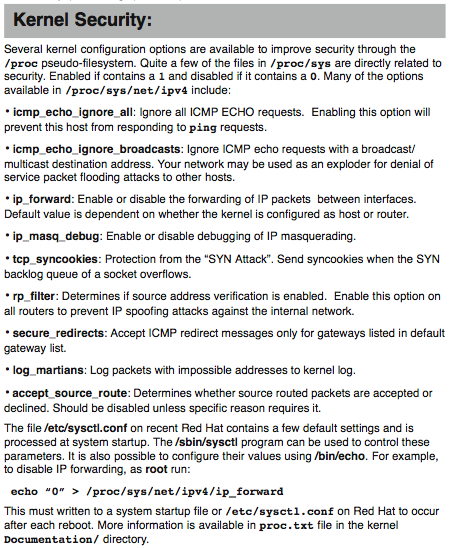 Kernel Security:
Several kernel configuration options are available to improve security through the
/proc pseudo-filesystem. Quite a few of the files in /proc/sys are directly related to
security. Enabled if contains a 1 and disabled if it contains a 0. Many of the options
available in /proc/sys/net/ipv4 include:
• icmp_echo_ignore_all: Ignore all ICMP ECHO requests. Enabling this option will
prevent this host from responding to ping requests.
• icmp_echo_ignore_broadcasts: Ignore ICMP echo requests with a broadcast/
multicast destination address. Your network may be used as an exploder for denial of
service packet flooding attacks to other hosts.
• ip_forward: Enable or disable the forwarding of IP packets between interfaces.
Default value is dependent on whether the kernel is configured as host or router.
• ip_masq_debug: Enable or disable debugging of IP masquerading.
• tcp_syncookies: Protection from the “SYN Attack”. Send syncookies when the SYN
backlog queue of a socket overflows.
• rp_filter: Determines if source address verification is enabled. Enable this option on
all routers to prevent IP spoofing attacks against the internal network.
• secure_redirects: Accept ICMP redirect messages only for gateways listed in default
gateway list.
• log_martians: Log packets with impossible addresses to kernel log.
• accept_source_route: Determines whether source routed packets are accepted or
declined. Should be disabled unless specific reason requires it.
The file /etc/sysctl.conf on recent Red Hat contains a few default settings and is
processed at system startup. The /sbin/sysctl program can be used to control these
parameters. It is also possible to configure their values using /bin/echo. For example,
to disable IP forwarding, as root run:
echo “0” > /proc/sys/net/ipv4/ip_forward
This must written to a system startup file or /etc/sysctl.conf on Red Hat to occur
after each reboot. More information is available in proc.txt file in the kernel
Documentation/ directory.